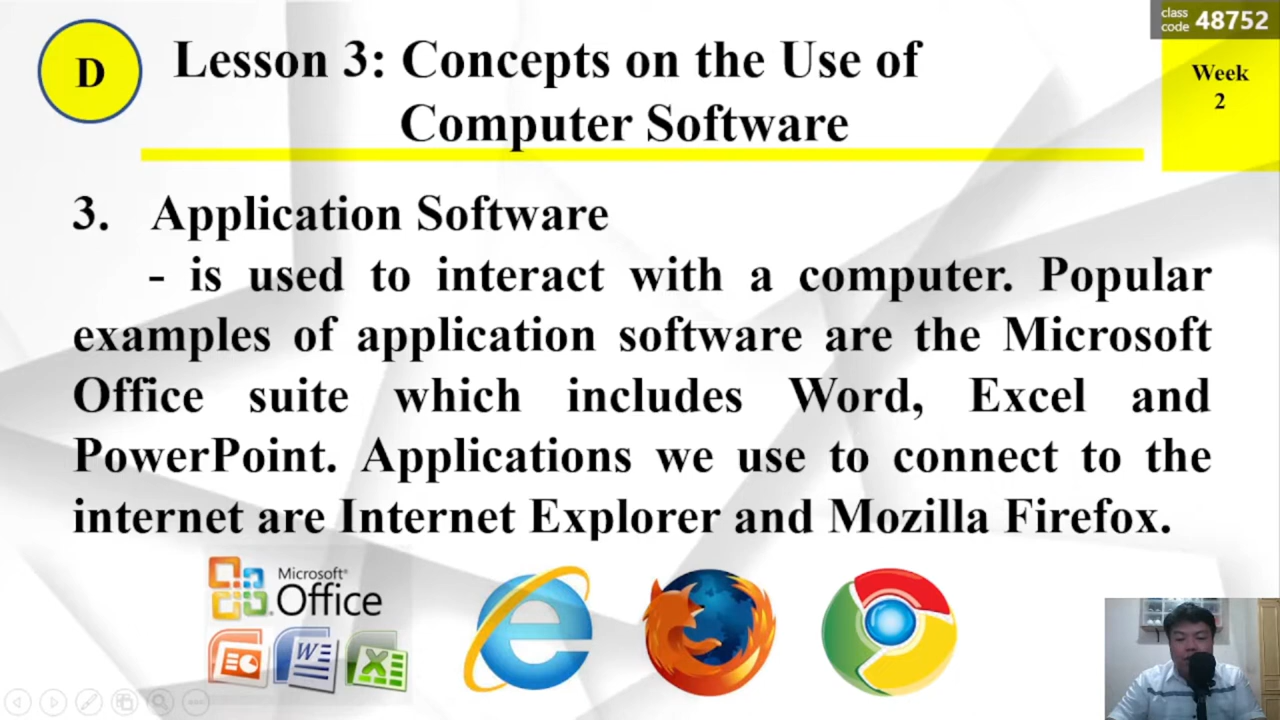 class
code 48752
D
Lesson 3: Concepts on the Use of
Computer Software
Week
2
3. Application Software
- is used to interact with a computer. Popular
examples of application software are the Microsoft
Office suite which includes Word, Excel and
PowerPoint. Applications we use to connect to the
internet are Internet Explorer and Mozilla Firefox.
Microsoft®
Office